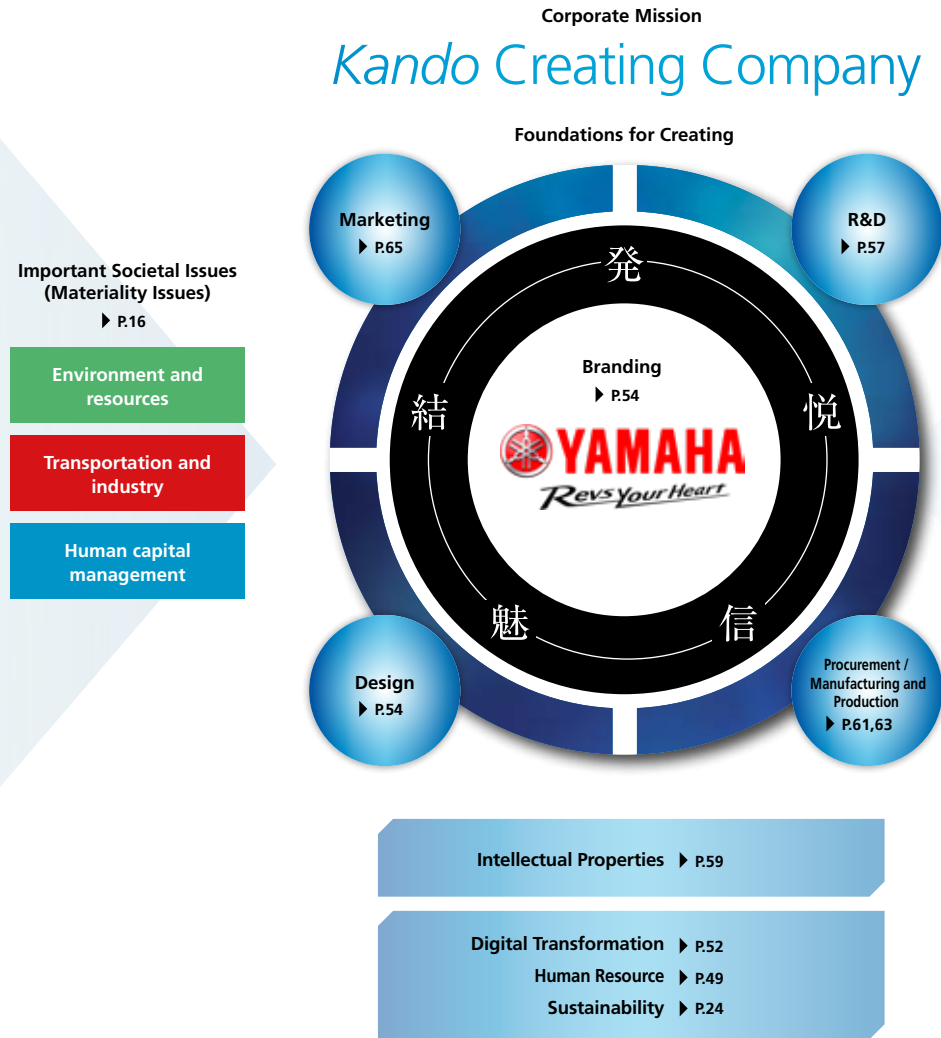 Corporate Mission
Kando Creating Company
Foundations for Creating
Marketing
P.65
R&D
P.57
Important Societal Issues
(Materiality Issues)
P.16
Environment and
resources
Transportation and
industry
Human capital
management
発
悦
信
魅
結
Branding
P.54
YAMAHA
Revs Your Heart
Design
P.54
Procurement /
Manufacturing and
Production
P.61,63
Intellectual Properties P.59
Digital Transformation P.52
Human Resource P.49
Sustainability P.24